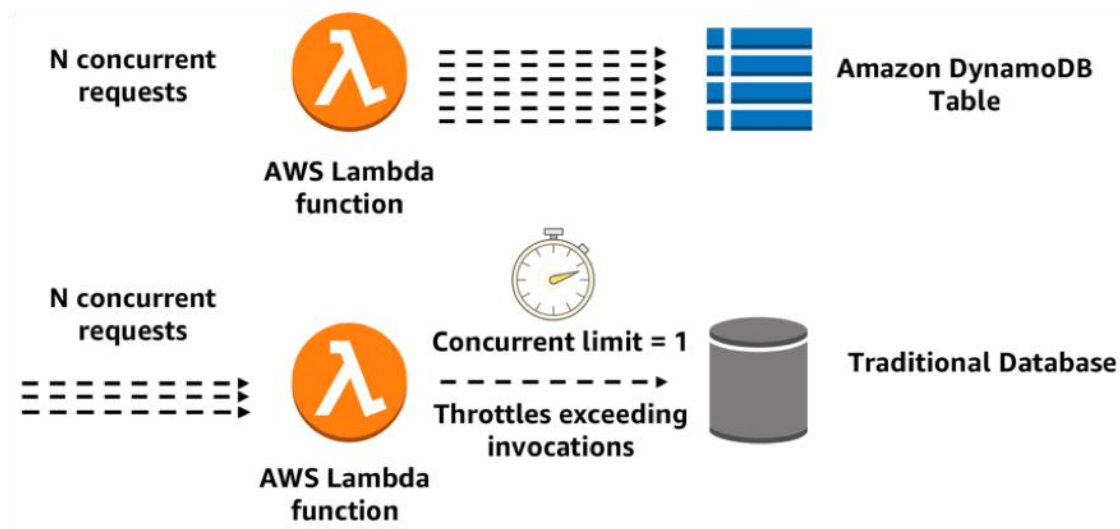 N concurrent
requests
AWS Lambda
function
Amazon DynamoDB
Table
N concurrent
requests
AWS Lambda
function
Concurrent limit = 1
Throttles exceeding
invocations
Traditional Database